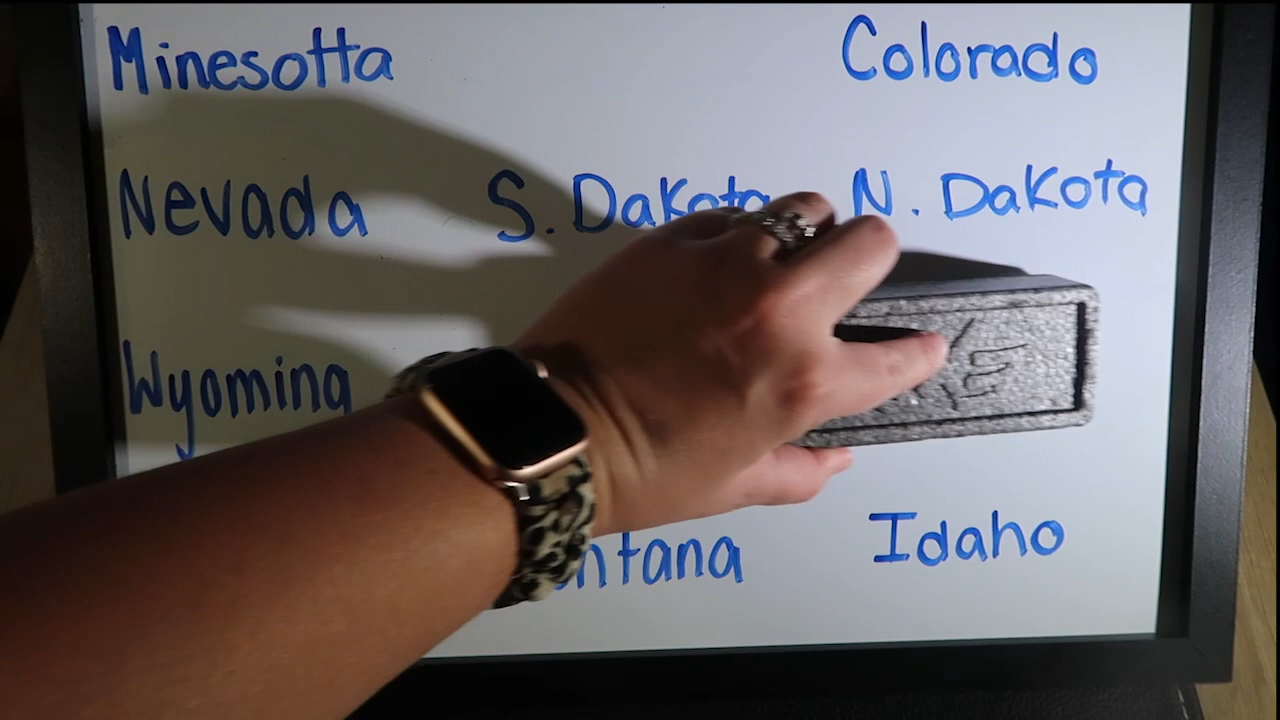 Minesotta Colorado
Nevada S. Dakota N. Dakota
Wyoming
ntana Idaho